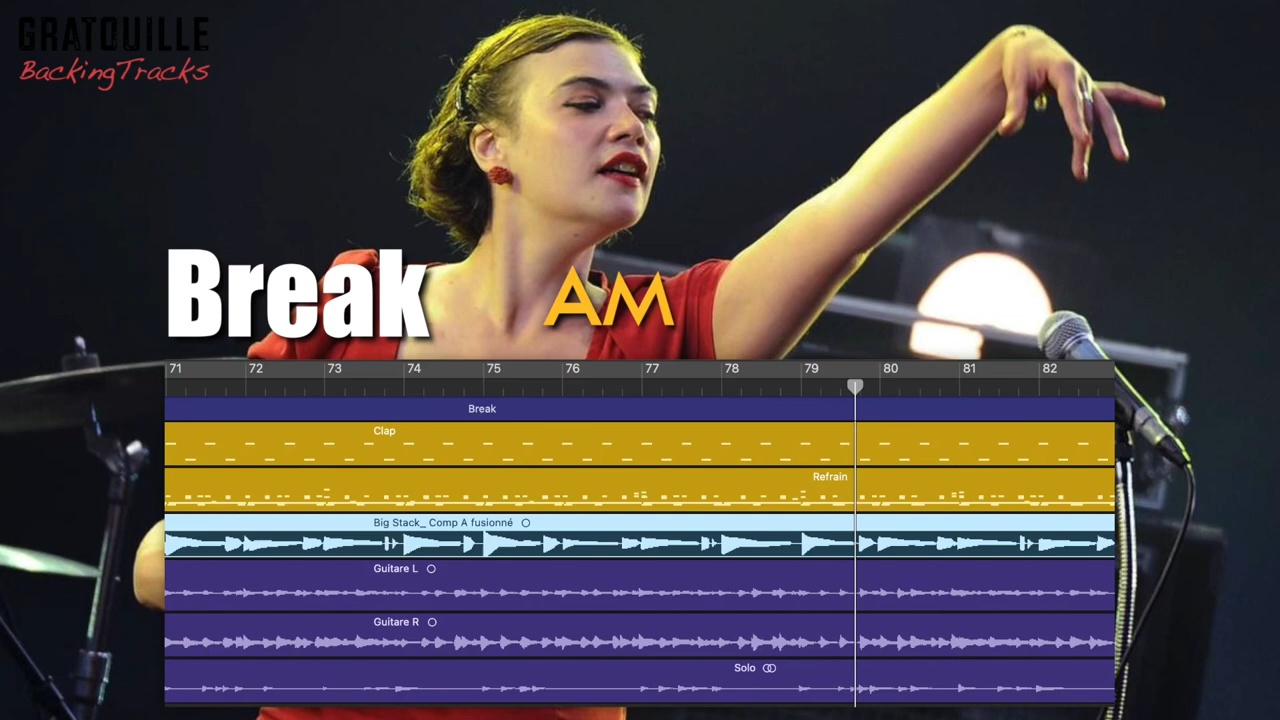 GRATOUILLE
BackingTracks
Break
AM
71 72 73 74 75 76 77 78 79 80 81 82
Break
Clap
Refrain
Big Stack_ Comp A fusionné
Guitare L
Guitare R
Solo